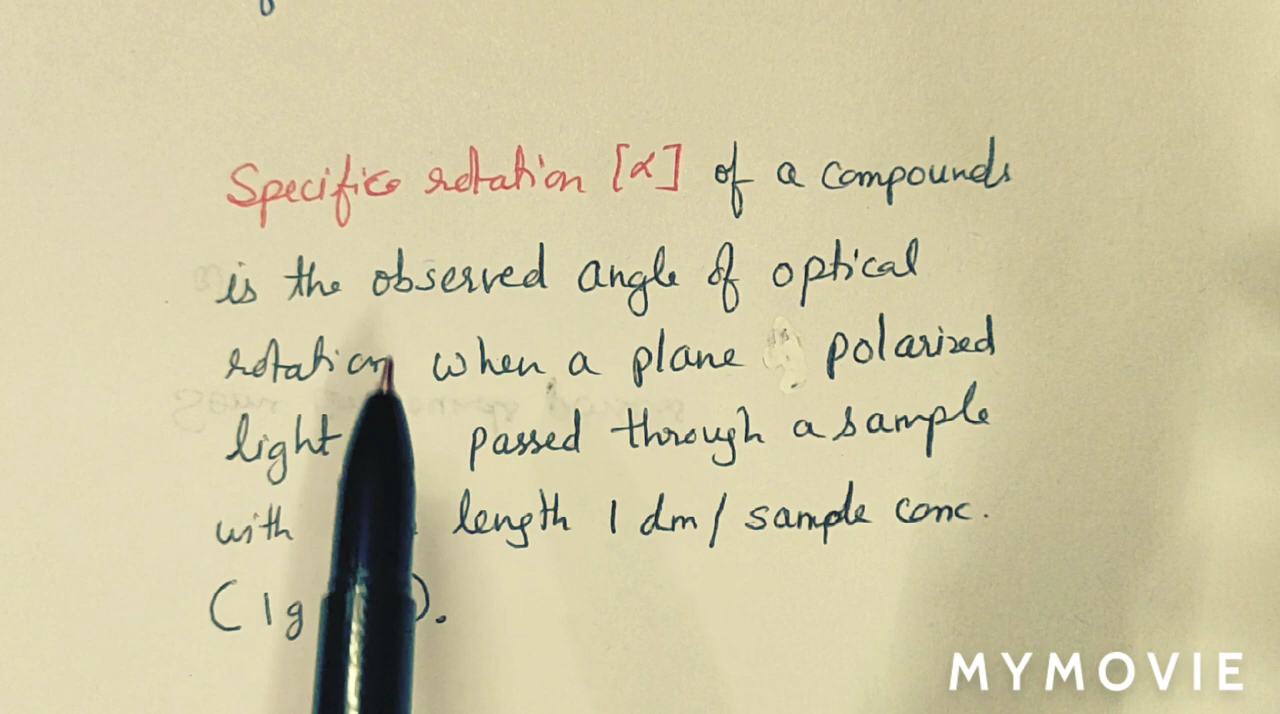 Specific rotation [α] of a compounds
is the observed angle of optical
rotation when a plane polarized
light passed through a sample
with length 1 dm/ sample conc.
(1g ).
MYMOVIE